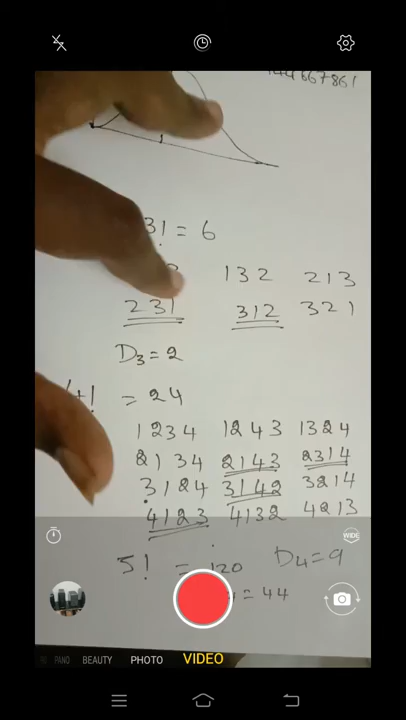 144667861
3! = 6
132 213
231 312 321
D3 = 2
= 24
1234 1243 1324
2134 2143 2314
3124 3142 3214
4123 4132 4213
WIDE
5! = 120 D4 = 9
= 44
PANO BEAUTY PHOTO VIDEO